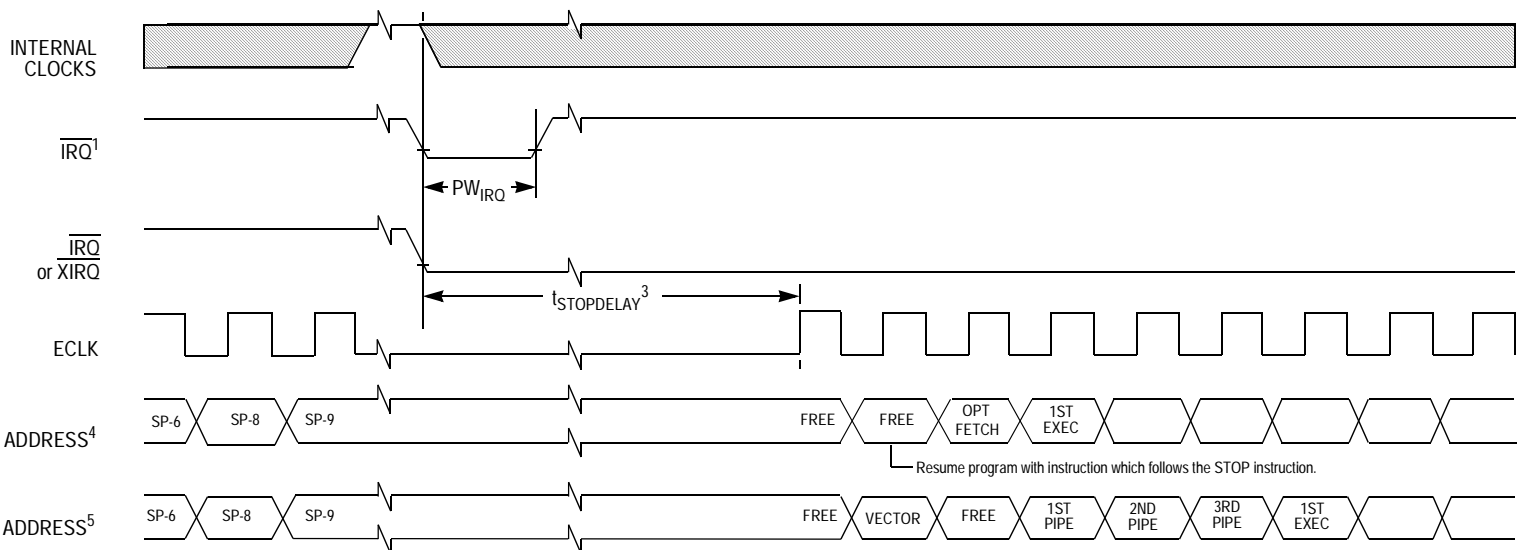 INTERNAL
CLOCKS
IRQ1
PWIRQ
IRQ
or XIRQ
tSTOPDELAY3
ECLK
ADDRESS4
SP-6 SP-8 SP-9 FREE FREE OPT FETCH 1ST EXEC
Resume program with instruction which follows the STOP instruction.
ADDRESS5
SP-6 SP-8 SP-9 FREE VECTOR FREE 1ST PIPE 2ND PIPE 3RD PIPE 1ST EXEC